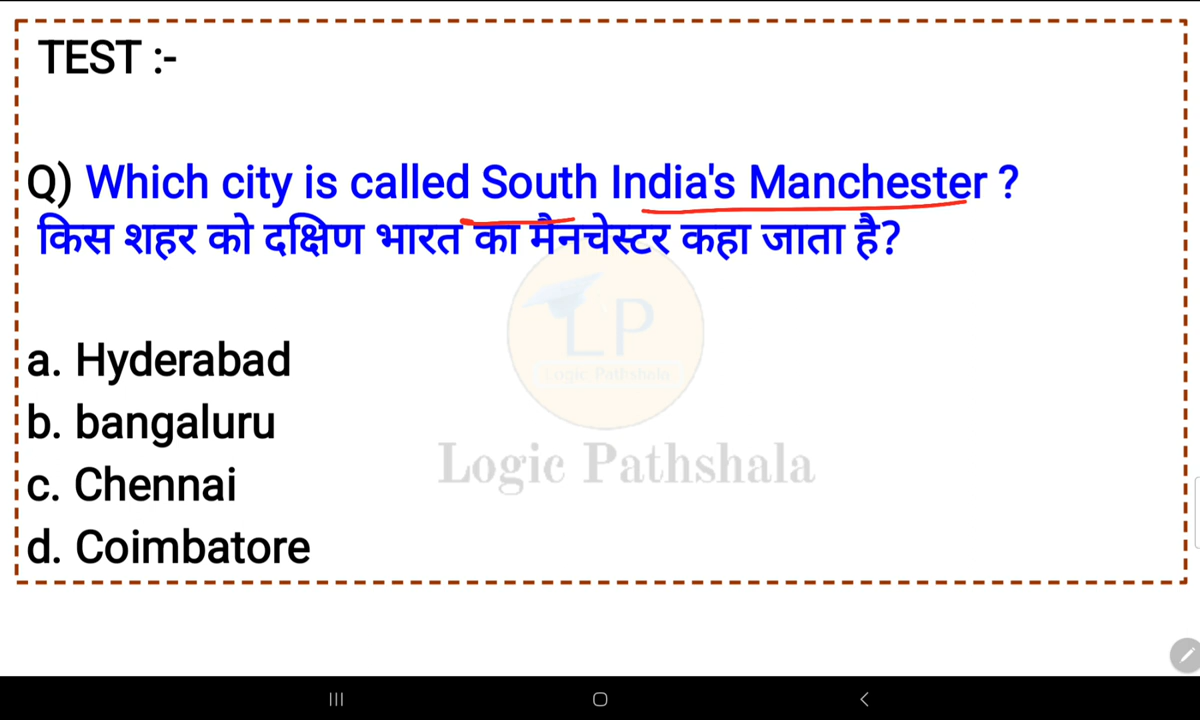 TEST :-
Q) Which city is called South India's Manchester ?
किस शहर को दक्षिण भारत का मैनचेस्टर कहा जाता है?
LP
Logic Pathshala
Logic Pathshala
a. Hyderabad
b. bangaluru
c. Chennai
d. Coimbatore